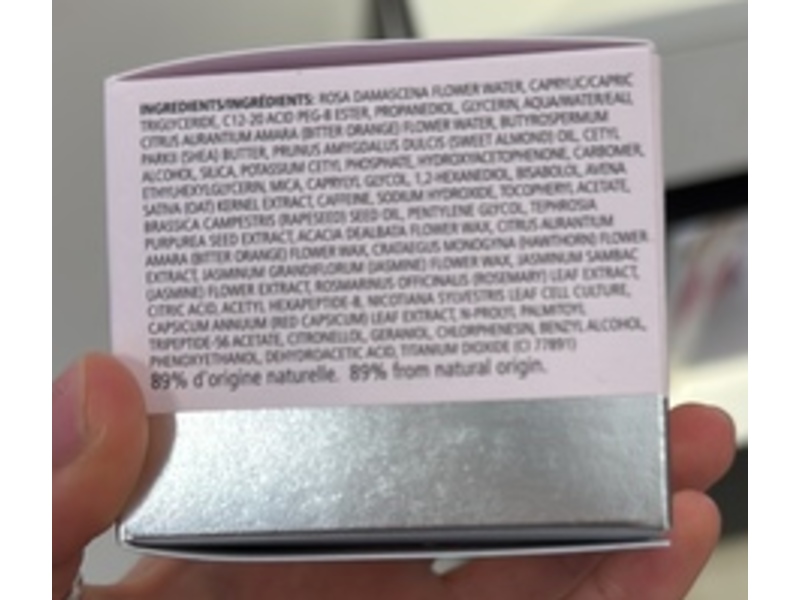 INGREDIENTS/INGRÉDIENTS: ROSA DAMASCENA FLOWER WATER, CAPRYLIC/CAPRIC
TRIGLYCERIDE, C12-20 ACID PEG-8 ESTER, PROPANEDIOL, GLYCERIN, AQUA/WATER/EAU,
CITRUS AURANTIUM AMARA (BITTER ORANGE) FLOWER WATER, BUTYROSPERMUM
PARKII (SHEA) BUTTER, PRUNUS AMYGDALUS DULCIS (SWEET ALMOND) OIL, CETYL
ALCOHOL, SILICA, POTASSIUM CETYL PHOSPHATE, HYDROXYACETOPHENONE, CARBOMER,
ETHYLHEXYLGLYCERIN, MICA, CAPRYLYL GLYCOL, 1,2-HEXANEDIOL, BISABOLOL, AVENA
SATIVA (OAT) KERNEL EXTRACT, CAFFEINE, SODIUM HYDROXIDE, TOCOPHERYL ACETATE,
BRASSICA CAMPESTRIS (RAPESEED) SEED OIL, PENTYLENE GLYCOL, TEPHROSIA
PURPUREA SEED EXTRACT, ACACIA DEALBATA FLOWER WAX, CITRUS AURANTIUM
AMARA (BITTER ORANGE) FLOWER WAX, CRATAEGUS MONOGYNA (HAWTHORN) FLOWER
EXTRACT, JASMINUM GRANDIFLORUM (JASMINE) FLOWER WAX, JASMINUM SAMBAC
(JASMINE) FLOWER EXTRACT, ROSMARINUS OFFICINALIS (ROSEMARY) LEAF EXTRACT,
CITRIC ACID, ACETYL HEXAPEPTIDE-8, NICOTIANA SYLVESTRIS LEAF CELL CULTURE,
CAPSICUM ANNUUM (RED CAPSICUM) LEAF EXTRACT, N-PROLYL PALMITOYL
TRIPEPTIDE-56 ACETATE, CITRONELLOL, GERANIOL, CHLORPHENESIN, BENZYL ALCOHOL,
PHENOXYETHANOL, DEHYDROACETIC ACID, TITANIUM DIOXIDE (CI 77891)
89% d'origine naturelle. 89% from natural origin.